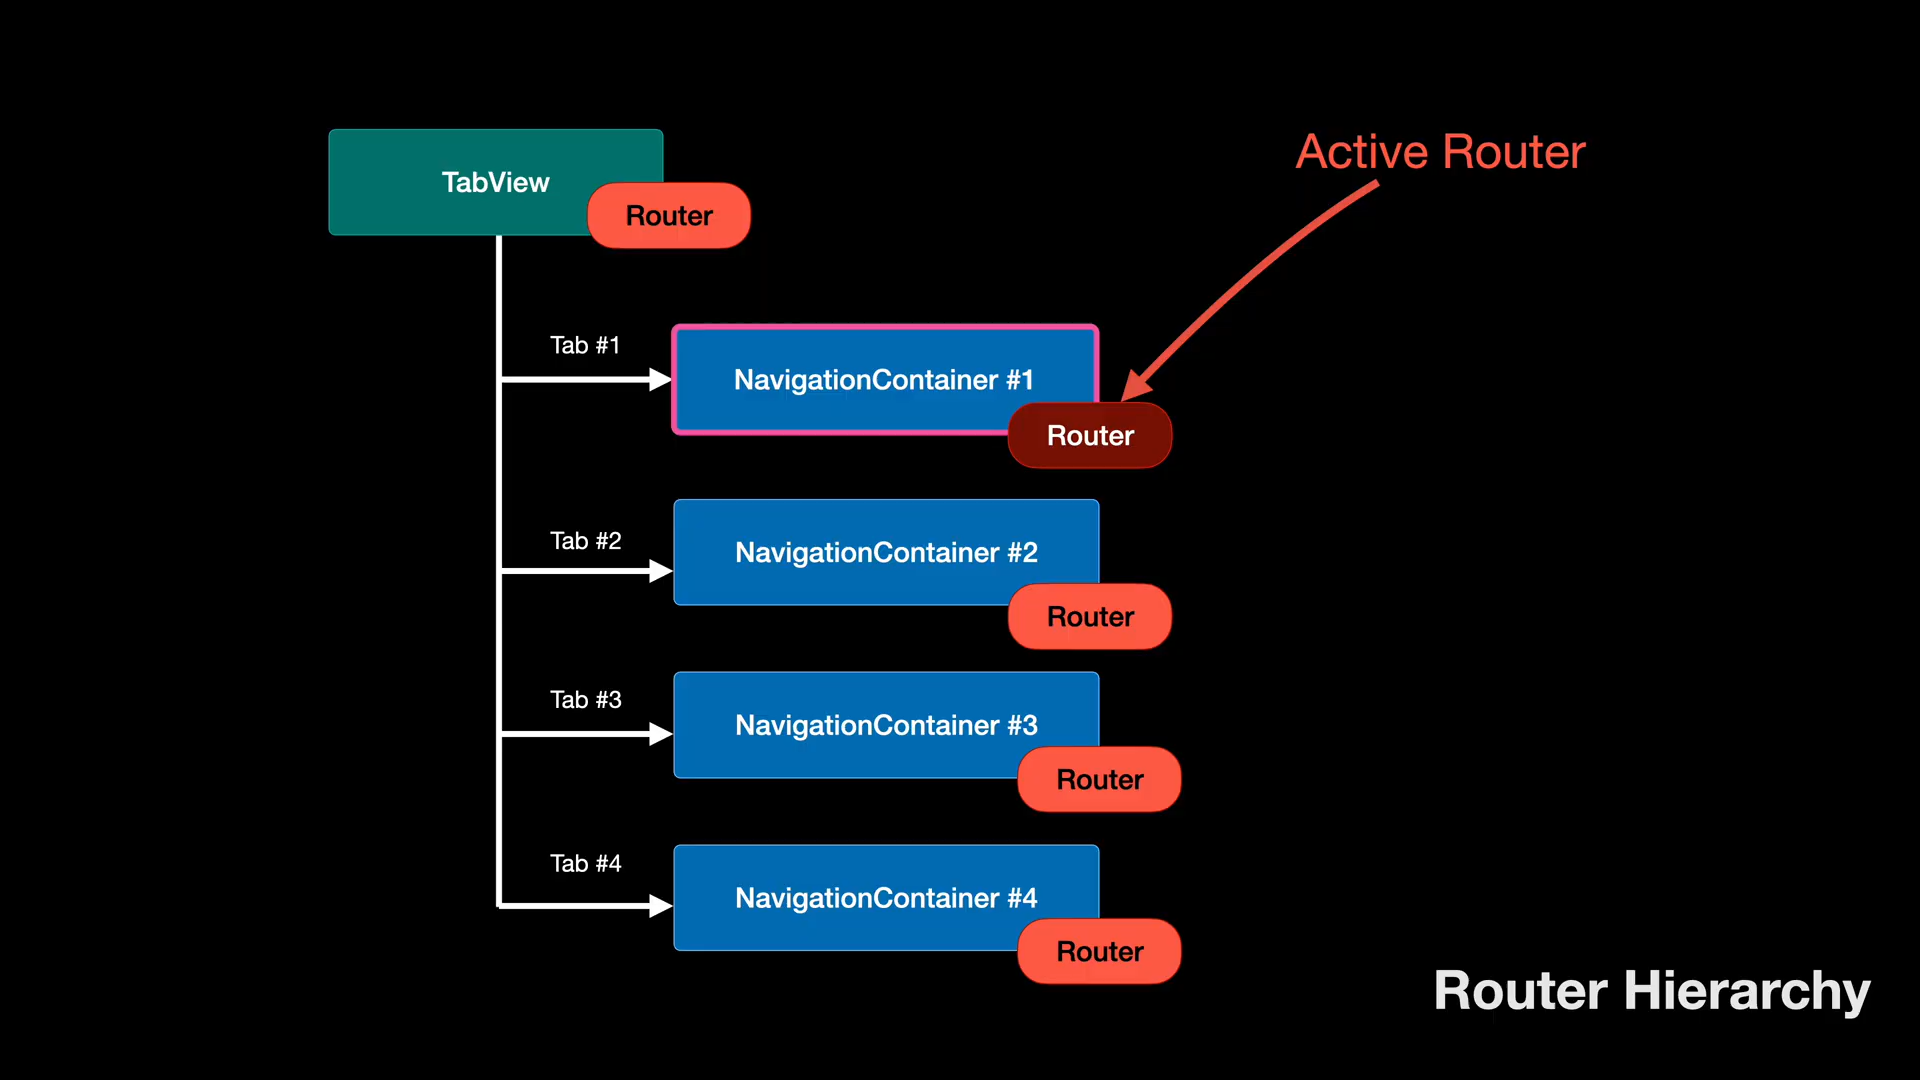 Active Router
TabView
Router
Tab #1
NavigationContainer #1
Router
Tab #2
NavigationContainer #2
Router
Tab #3
NavigationContainer #3
Router
Tab #4
NavigationContainer #4
Router
Router Hierarchy